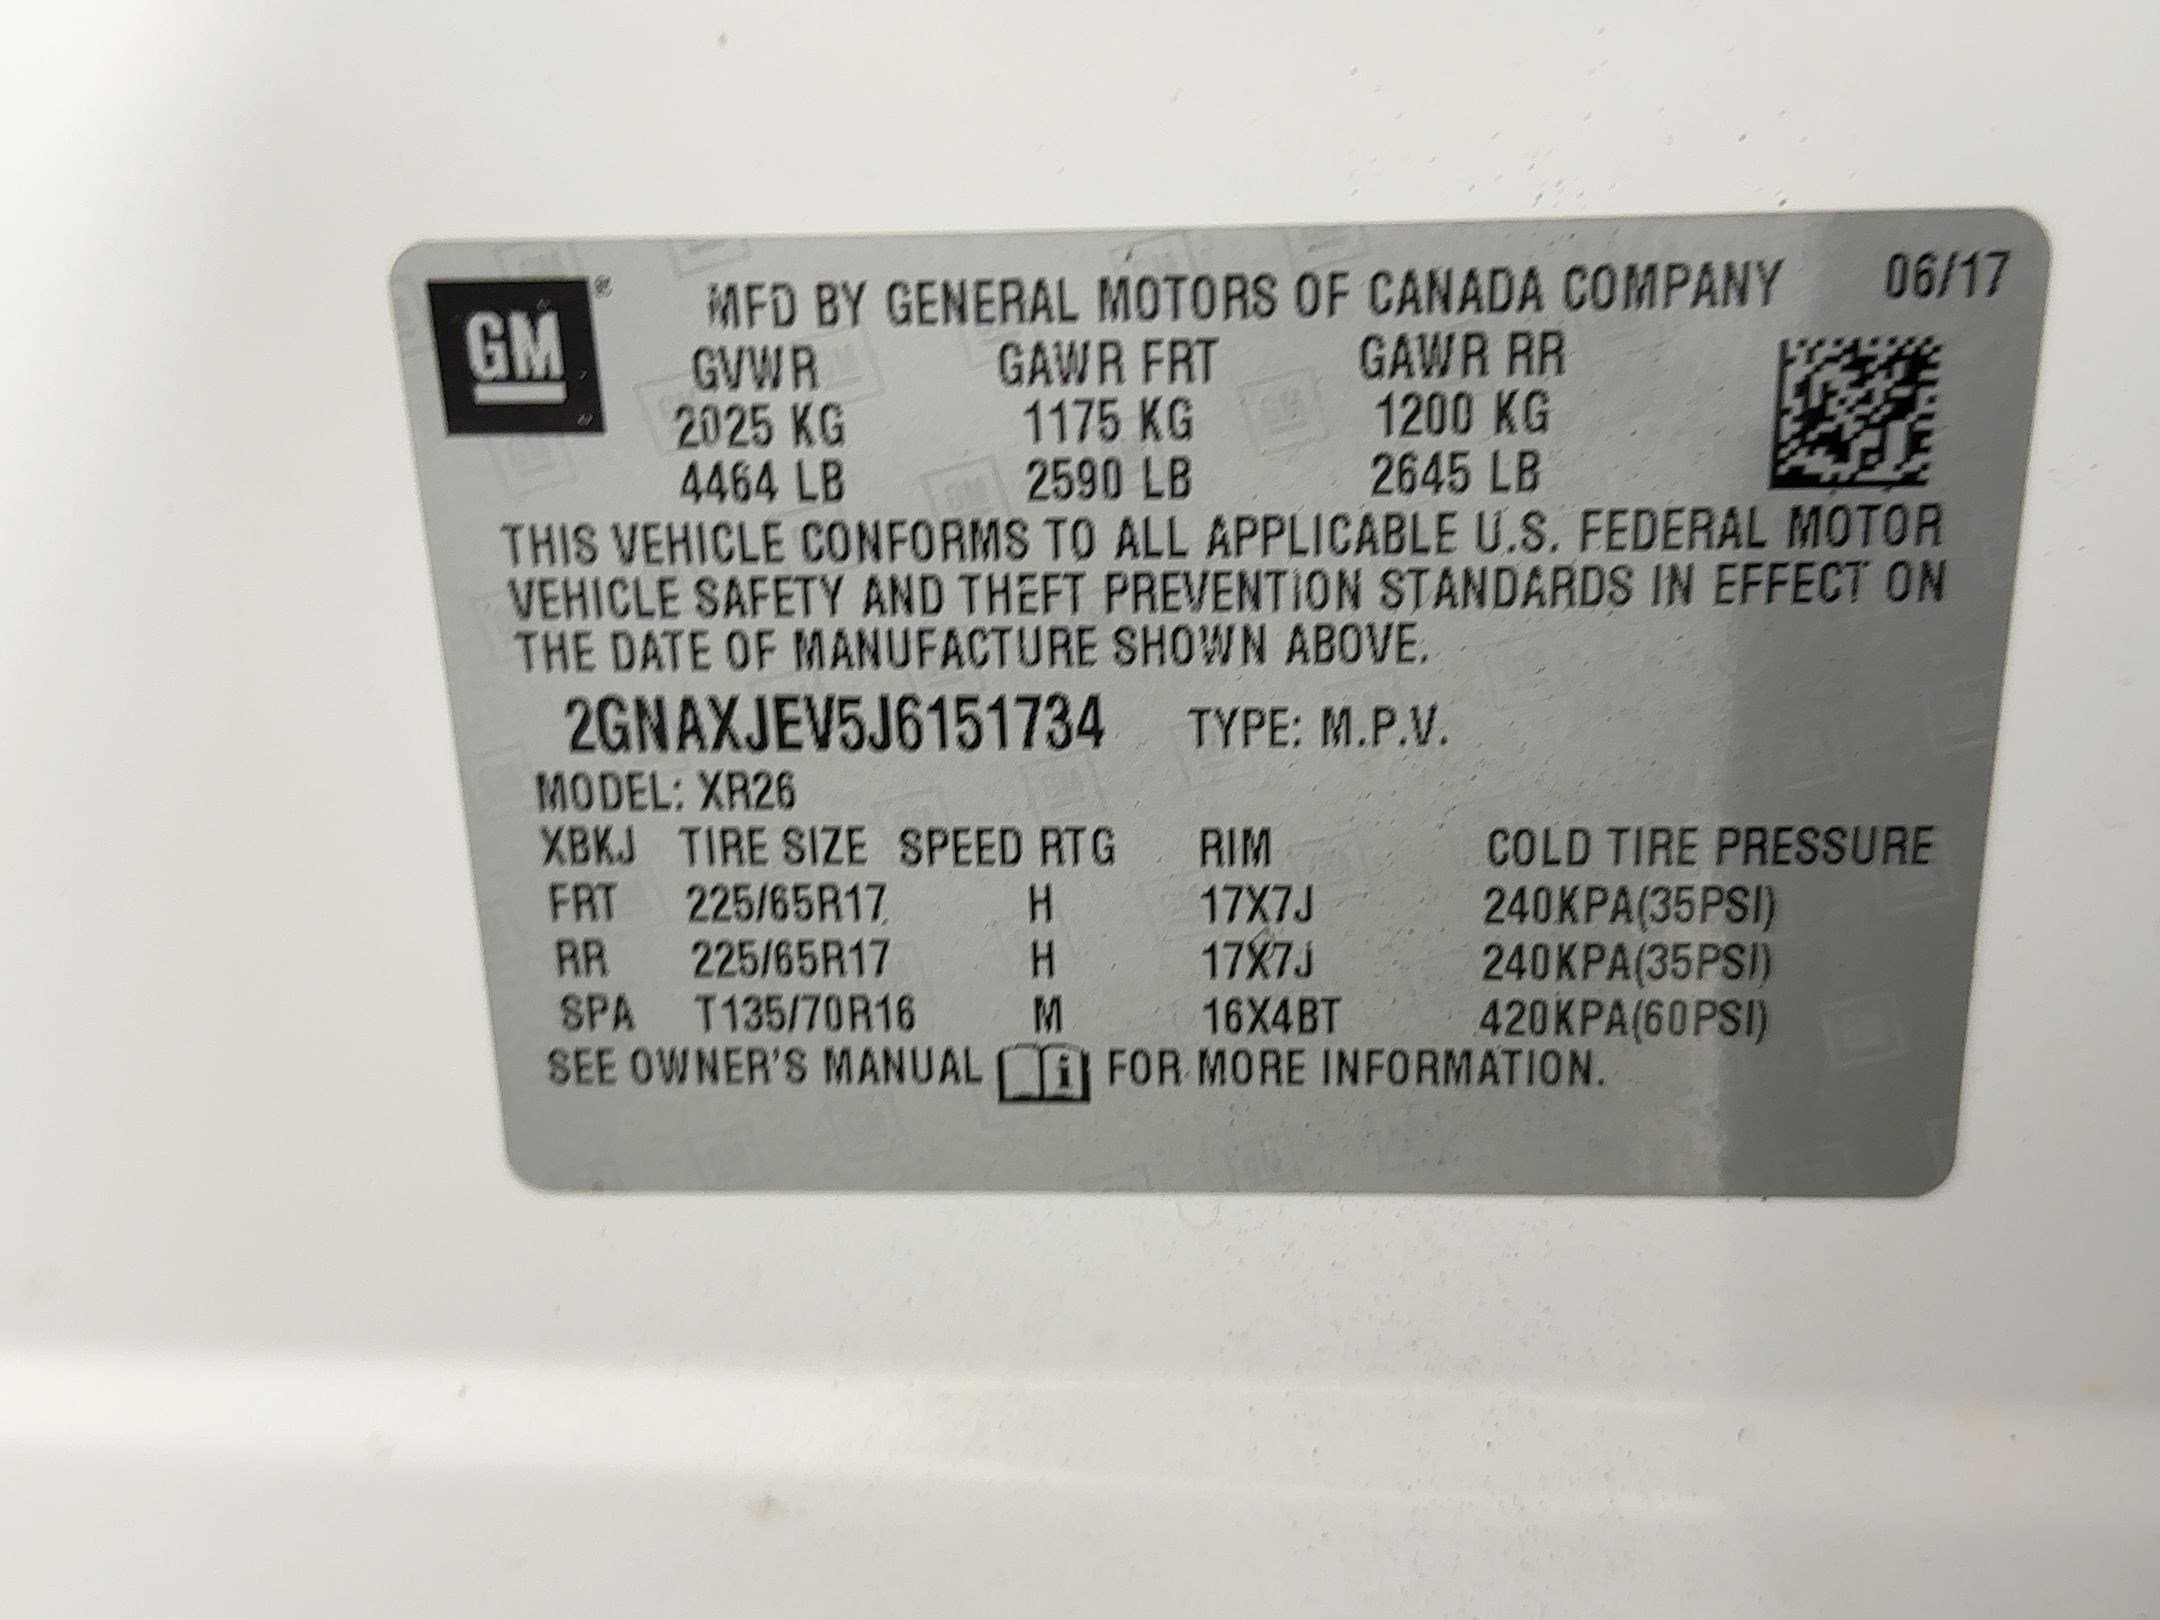 GM ® MFD BY GENERAL MOTORS OF CANADA COMPANY 06/17
GVWR GAWR FRT GAWR RR
2025 KG 1175 KG 1200 KG
4464 LB 2590 LB 2645 LB
THIS VEHICLE CONFORMS TO ALL APPLICABLE U.S. FEDERAL MOTOR
VEHICLE SAFETY AND THEFT PREVENTION STANDARDS IN EFFECT ON
THE DATE OF MANUFACTURE SHOWN ABOVE.
2GNAXJEV5J6151734 TYPE: M.P.V.
MODEL: XR26
XBKJ TIRE SIZE SPEED RTG RIM COLD TIRE PRESSURE
FRT 225/65R17 H 17X7J 240KPA(35PSI)
RR 225/65R17 H 17X7J 240KPA(35PSI)
SPA T135/70R16 M 16X4BT 420KPA(60PSI)
SEE OWNER'S MANUAL i FOR MORE INFORMATION.